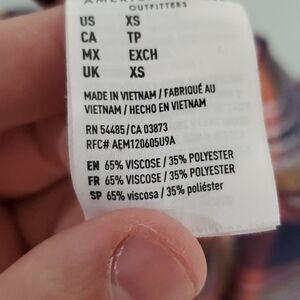 OUTFITTERS
US XS
CA TP
MX EXCH
UK XS
MADE IN VIETNAM / FABRIQUÉ AU
VIETNAM / HECHO EN VIETNAM
RN 54485/CA 03873
RFC# AEM120605U9A
EN 65% VISCOSE / 35% POLYESTER
FR 65% VISCOSE / 35% POLYESTER
SP 65% viscosa / 35% poliéster